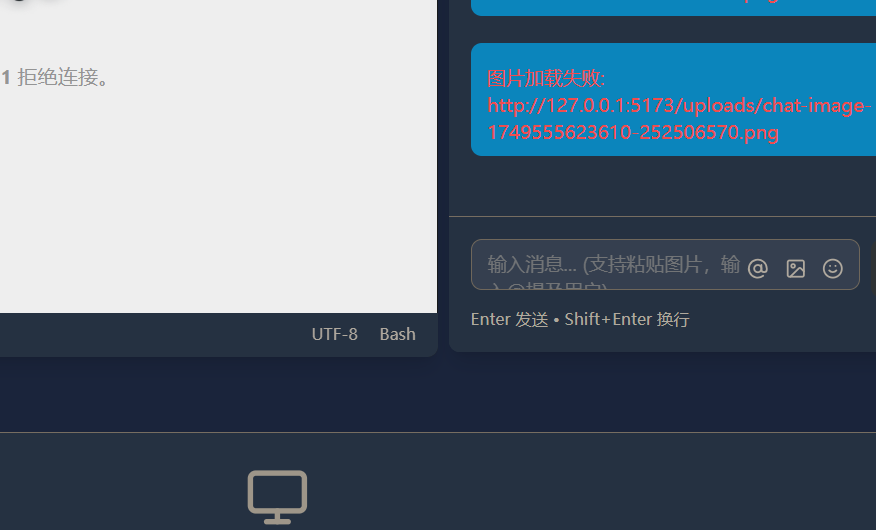 1 拒绝连接。
图片加载失败:
http://127.0.0.1:5173/uploads/chat-image-
1749555623610-252506570.png
输入消息... (支持粘贴图片，输
入@提及用户)
Enter 发送 • Shift+Enter 换行
UTF-8 Bash